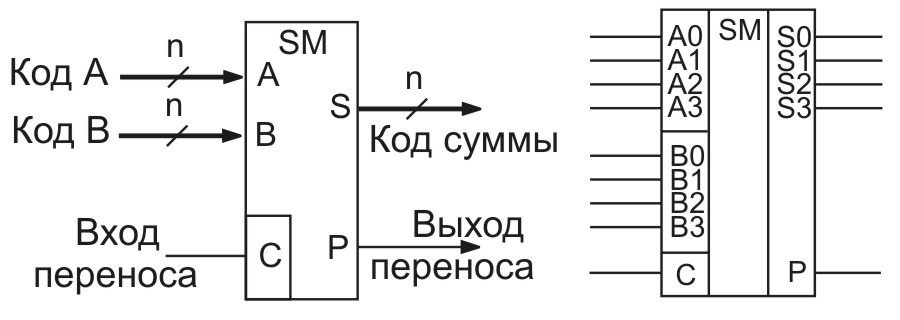 SM
n
Код A
A
n
Код B
B
n
S
Код суммы
Вход
переноса
C
P
Выход
переноса
SM
A0
A1
A2
A3
B0
B1
B2
B3
C
S0
S1
S2
S3
P